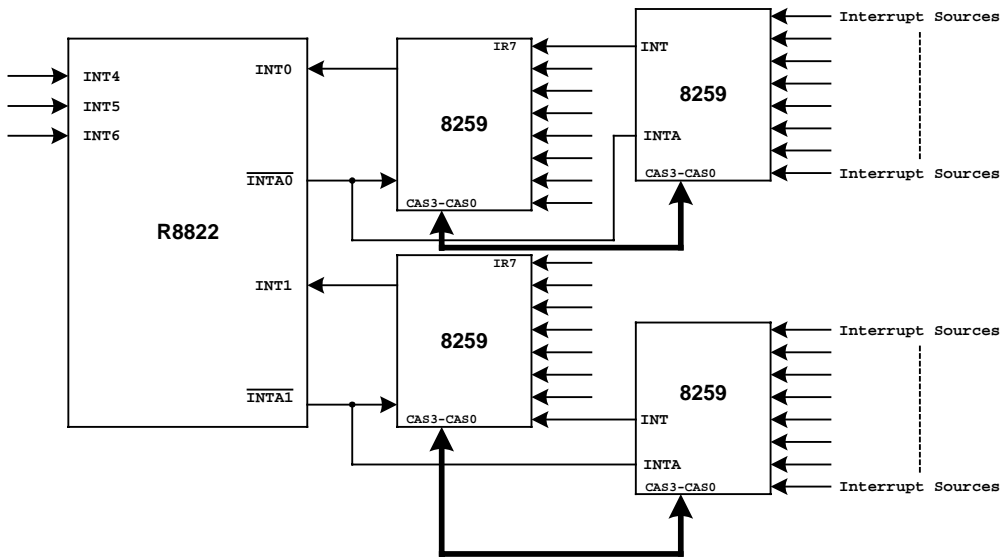 Interrupt Sources
IR7
INT
INT0
INT4
8259
8259
INT5
INT6
INTA
Interrupt Sources
CAS3-CAS0
INTA0
CAS3-CAS0
R8822
IR7
INT1
Interrupt Sources
8259
8259
INTA1
CAS3-CAS0
INT
INTA
CAS3-CAS0
Interrupt Sources